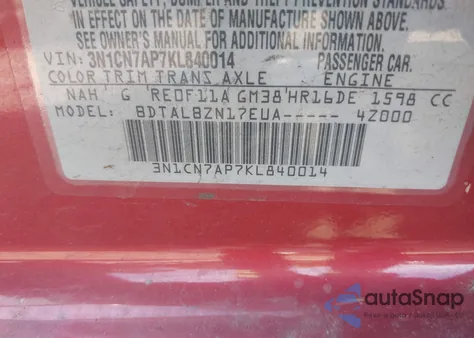 VEHICLE SAFETY, BUMPER AND THEFT PREVENTION STANDARDS
IN EFFECT ON THE DATE OF MANUFACTURE SHOWN ABOVE.
SEE OWNER'S MANUAL FOR ADDITIONAL INFORMATION.
VIN: 3N1CN7AP7KL840014 PASSENGER CAR.
COLOR TRIM TRANS AXLE ENGINE
NAH G RE0F11A GM38 HR16DE 1598 CC
MODEL: BDTALBZN17EUA----- 4Z000
3N1CN7AP7KL840014
autoSnap